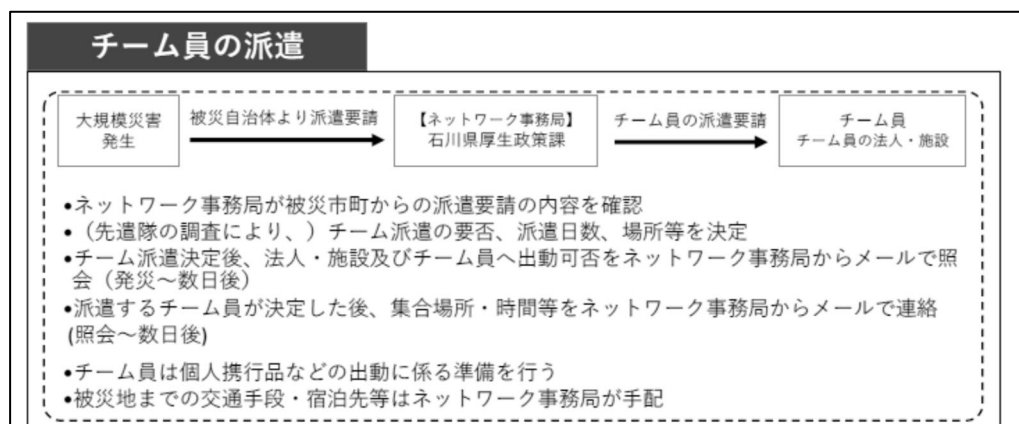 チーム員の派遣
大規模災害
発生
被災自治体より派遣要請
【ネットワーク事務局】
石川県厚生政策課
チーム員の派遣要請
チーム員
チーム員の法人・施設
•ネットワーク事務局が被災市町からの派遣要請の内容を確認
•（先遣隊の調査により、）チーム派遣の要否、派遣日数、場所等を決定
•チーム派遣決定後、法人・施設及びチーム員へ出動可否をネットワーク事務局からメールで照
会（発災～数日後）
•派遣するチーム員が決定した後、集合場所・時間等をネットワーク事務局からメールで連絡
(照会～数日後)
•チーム員は個人携行品などの出動に係る準備を行う
•被災地までの交通手段・宿泊先等はネットワーク事務局が手配